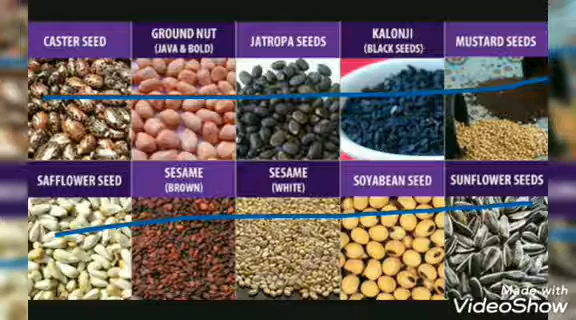 CASTER SEED
GROUND NUT
(JAVA & BOLD)
JATROPA SEEDS
KALONJI
(BLACK SEEDS)
MUSTARD SEEDS
SAFFLOWER SEED
SESAME
(BROWN)
SESAME
(WHITE)
SOYABEAN SEED
SUNFLOWER SEEDS
Made with
VideoShow